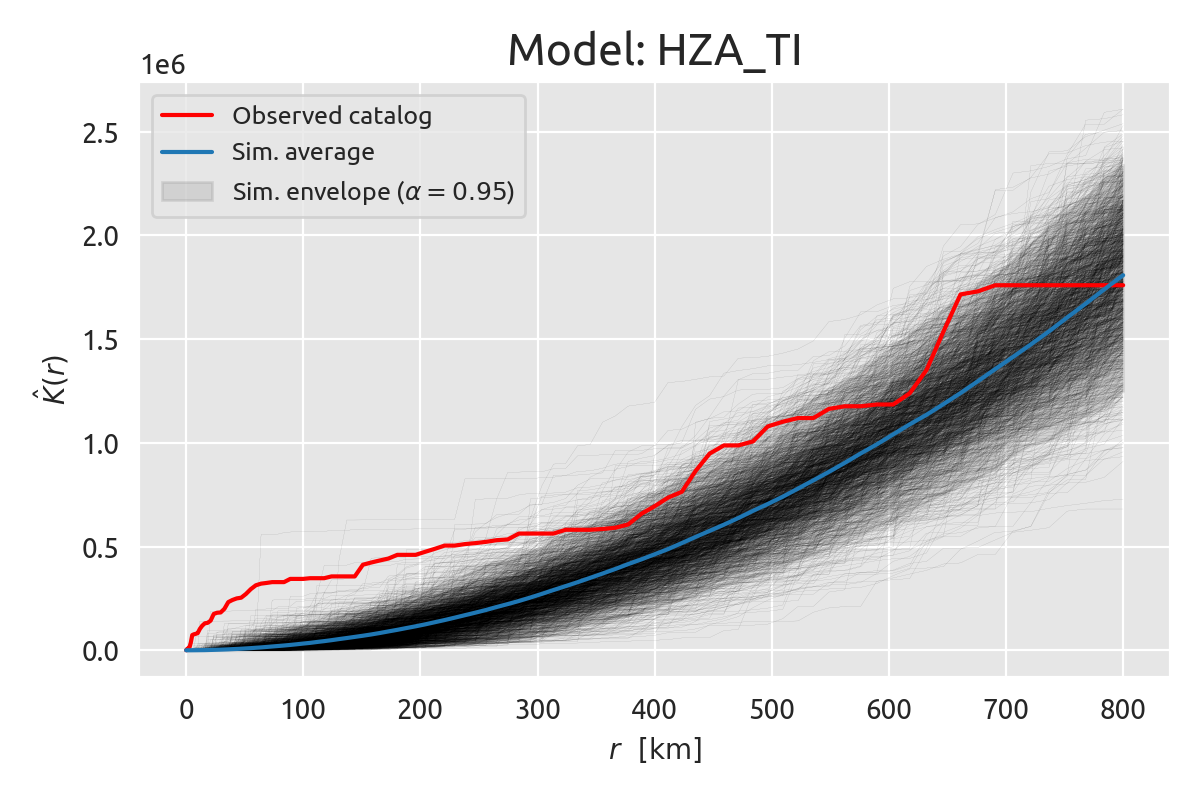 Model: HZA_TI
1e6
Observed catalog
Sim. average
Sim. envelope (α = 0.95)
2.5
2.0
1.5
1.0
0.5
0.0
K̂(r)
0 100 200 300 400 500 600 700 800
r [km]